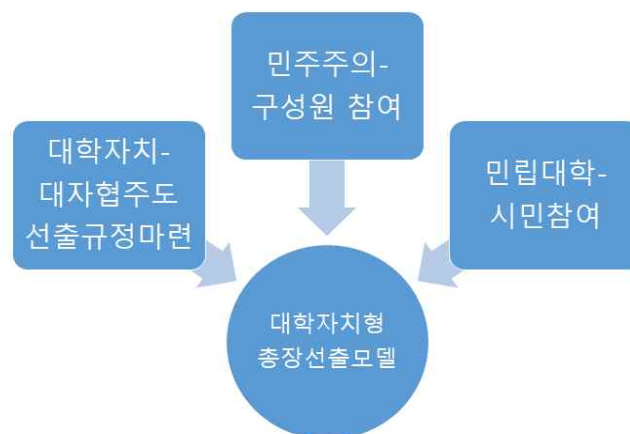 민주주의-
구성원 참여
대학자치-
대자협주도
선출규정마련
민립대학-
시민참여
대학자치형
총장선출모델